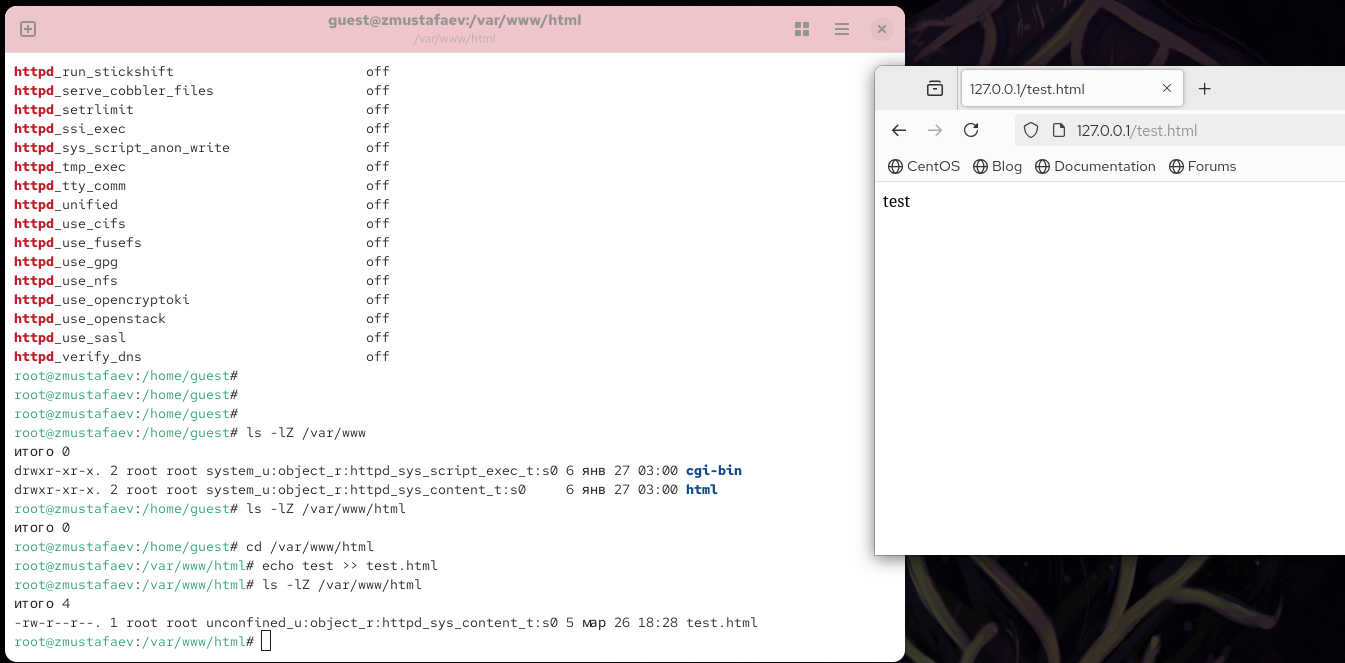 guest@zmustafaev:/var/www/html
/var/www/html
httpd_run_stickshift                        off
httpd_serve_cobbler_files                   off
httpd_setrlimit                             off
httpd_ssi_exec                              off
httpd_sys_script_anon_write                 off
httpd_tmp_exec                              off
httpd_tty_comm                              off
httpd_unified                               off
httpd_use_cifs                              off
httpd_use_fusefs                            off
httpd_use_gpg                               off
httpd_use_nfs                               off
httpd_use_opencryptoki                      off
httpd_use_openstack                         off
httpd_use_sasl                              off
httpd_verify_dns                            off
root@zmustafaev:/home/guest#
root@zmustafaev:/home/guest#
root@zmustafaev:/home/guest#
root@zmustafaev:/home/guest# ls -lZ /var/www
итого 0
drwxr-xr-x. 2 root root system_u:object_r:httpd_sys_script_exec_t:s0 6 янв 27 03:00 cgi-bin
drwxr-xr-x. 2 root root system_u:object_r:httpd_sys_content_t:s0     6 янв 27 03:00 html
root@zmustafaev:/home/guest# ls -lZ /var/www/html
итого 0
root@zmustafaev:/home/guest# cd /var/www/html
root@zmustafaev:/var/www/html# echo test >> test.html
root@zmustafaev:/var/www/html# ls -lZ /var/www/html
итого 4
-rw-r--r--. 1 root root unconfined_u:object_r:httpd_sys_content_t:s0 5 мар 26 18:28 test.html
root@zmustafaev:/var/www/html#
127.0.0.1/test.html
127.0.0.1/test.html
CentOS Blog Documentation Forums
test